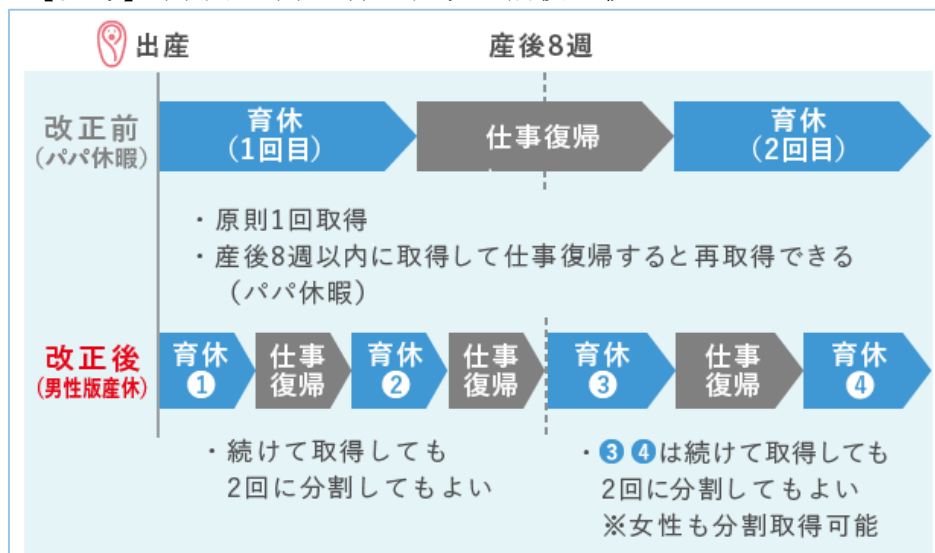 出産
産後8週
改正前
(パパ休暇)
育休
(1回目)
仕事復帰
育休
(2回目)
・原則1回取得
・産後8週以内に取得して仕事復帰すると再取得できる
(パパ休暇)
改正後
(男性版産休)
育休
❶
仕事
復帰
育休
❷
仕事
復帰
育休
❸
仕事
復帰
育休
❹
・続けて取得しても
2回に分割してもよい
・❸❹は続けて取得しても
2回に分割してもよい
※女性も分割取得可能